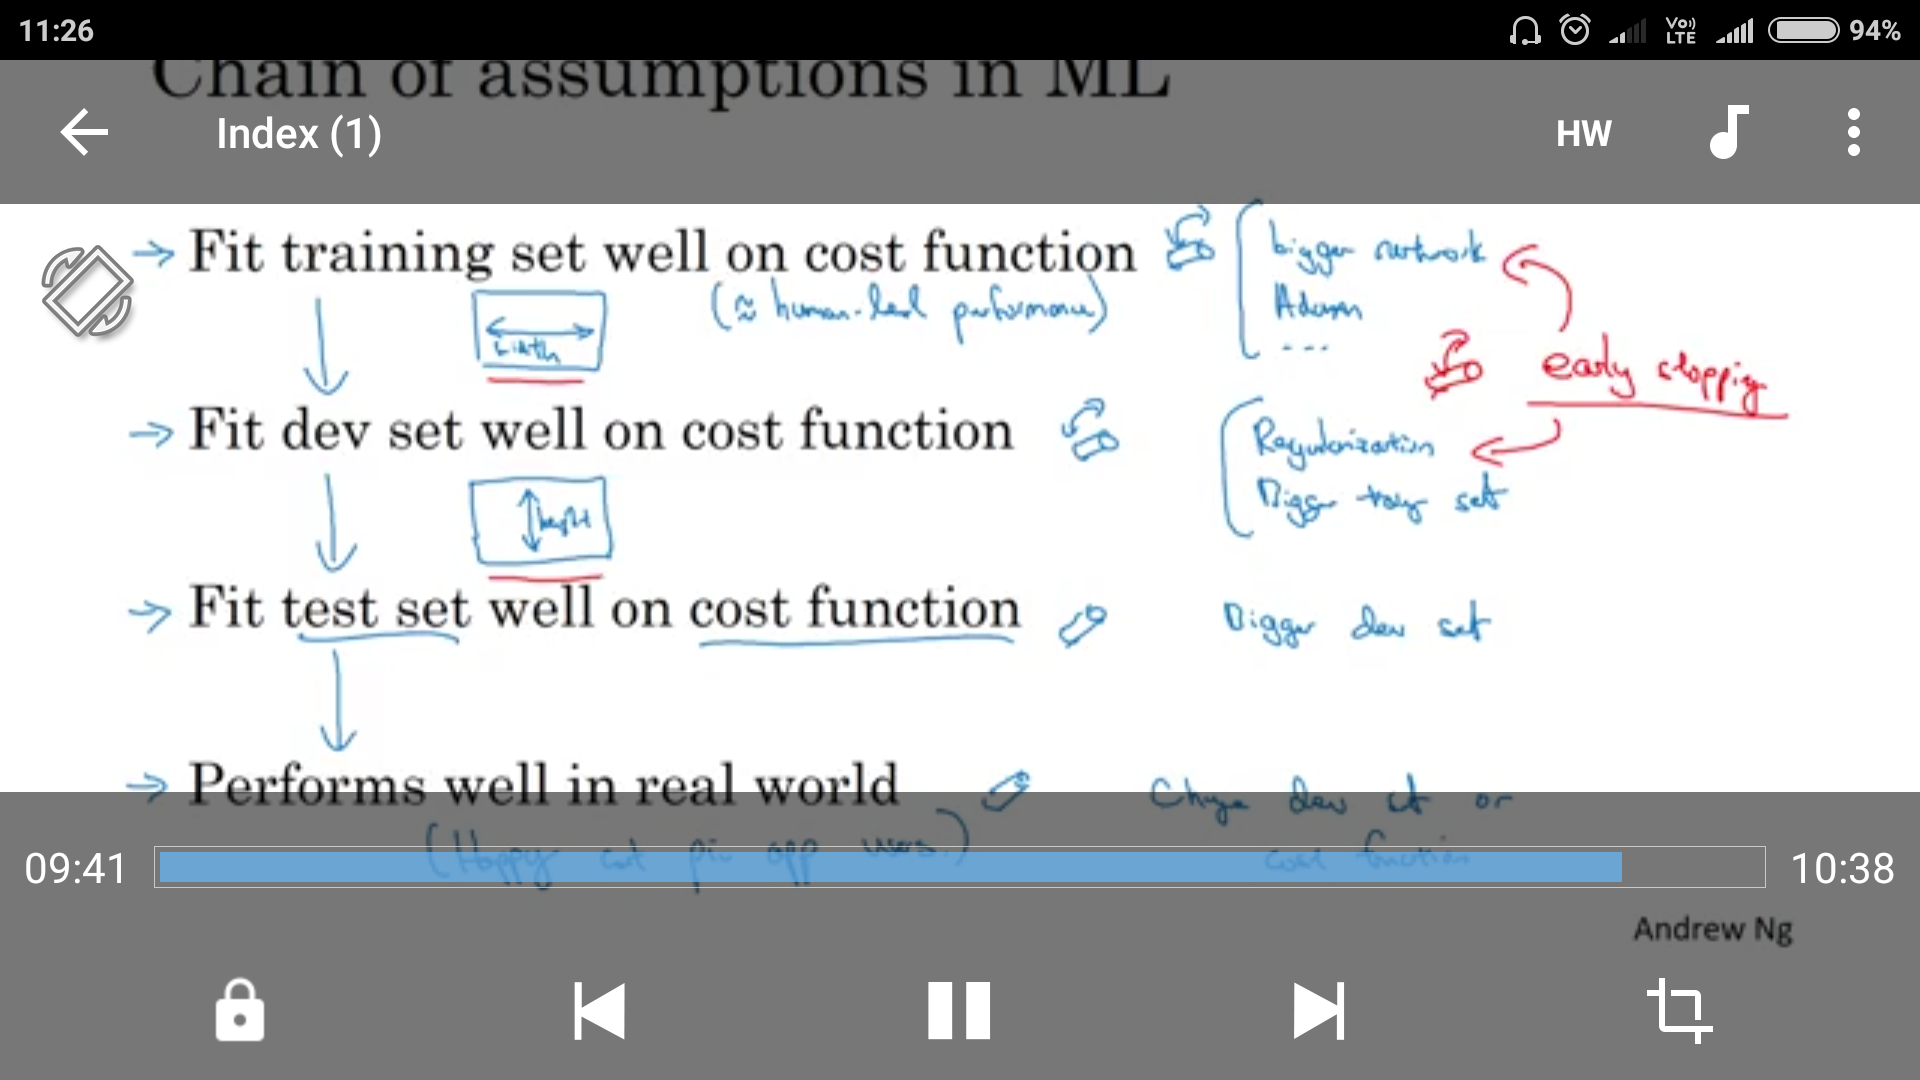 11:26
Vo))
LTE
94%
Chain of assumptions in ML
Index (1)
HW
→ Fit training set well on cost function
(≈ human-level performance)
bigger network
Adam
...
width
early stopping
→ Fit dev set well on cost function
Regularization
Bigger set
height
→ Fit test set well on cost function
Bigger dev set
→ Performs well in real world
Change dev set or
(Happy cat pic app users.)
cost function
09:41
10:38
Andrew Ng